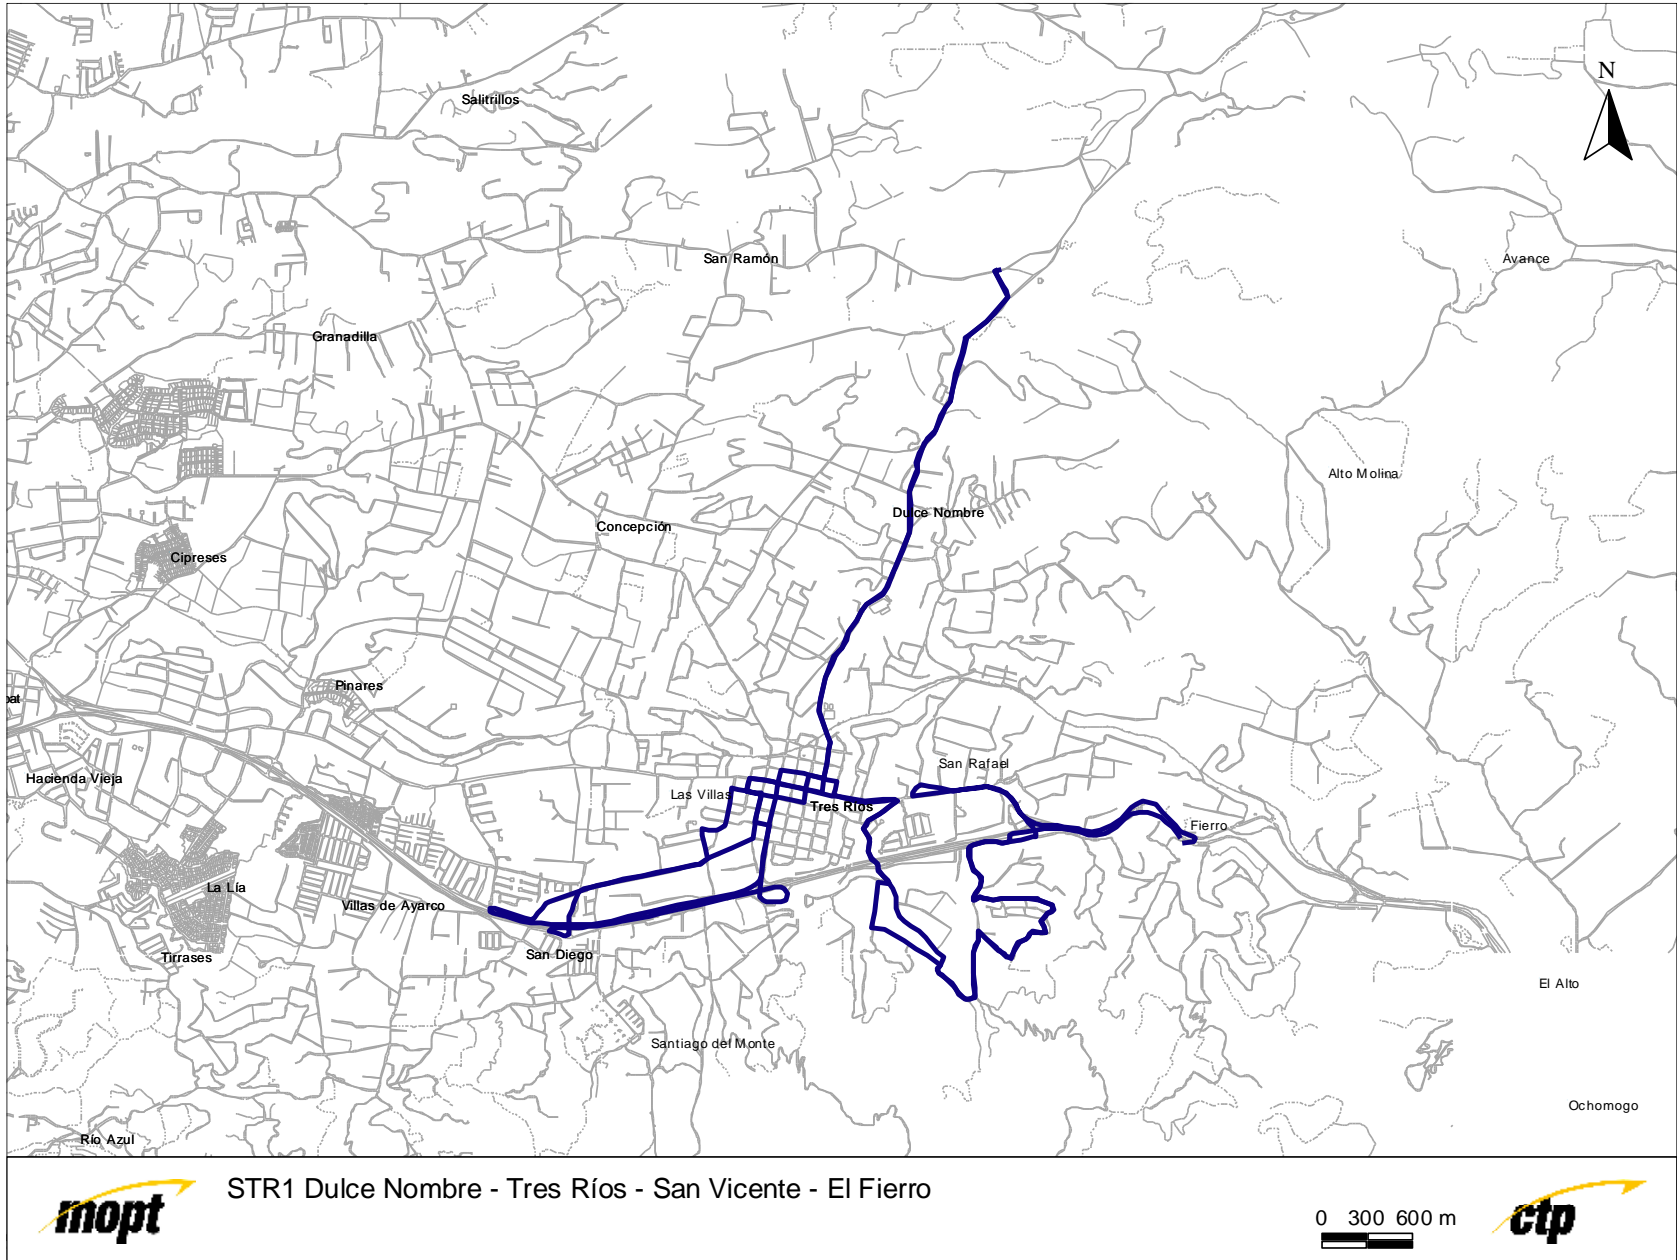 N
Salitrillos
San Ramón
Avance
Granadilla
Alto Molina
Dulce Nombre
Concepción
Cipreses
Pinares
bat
Hacienda Vieja
San Rafael
Las Villas
Tres Ríos
Fierro
La Lía
Villas de Ayarco
San Diego
Tirrases
El Alto
Santiago del Monte
Ochomogo
Río Azul
mopt
STR1 Dulce Nombre - Tres Ríos - San Vicente - El Fierro
0 300 600 m
ctp